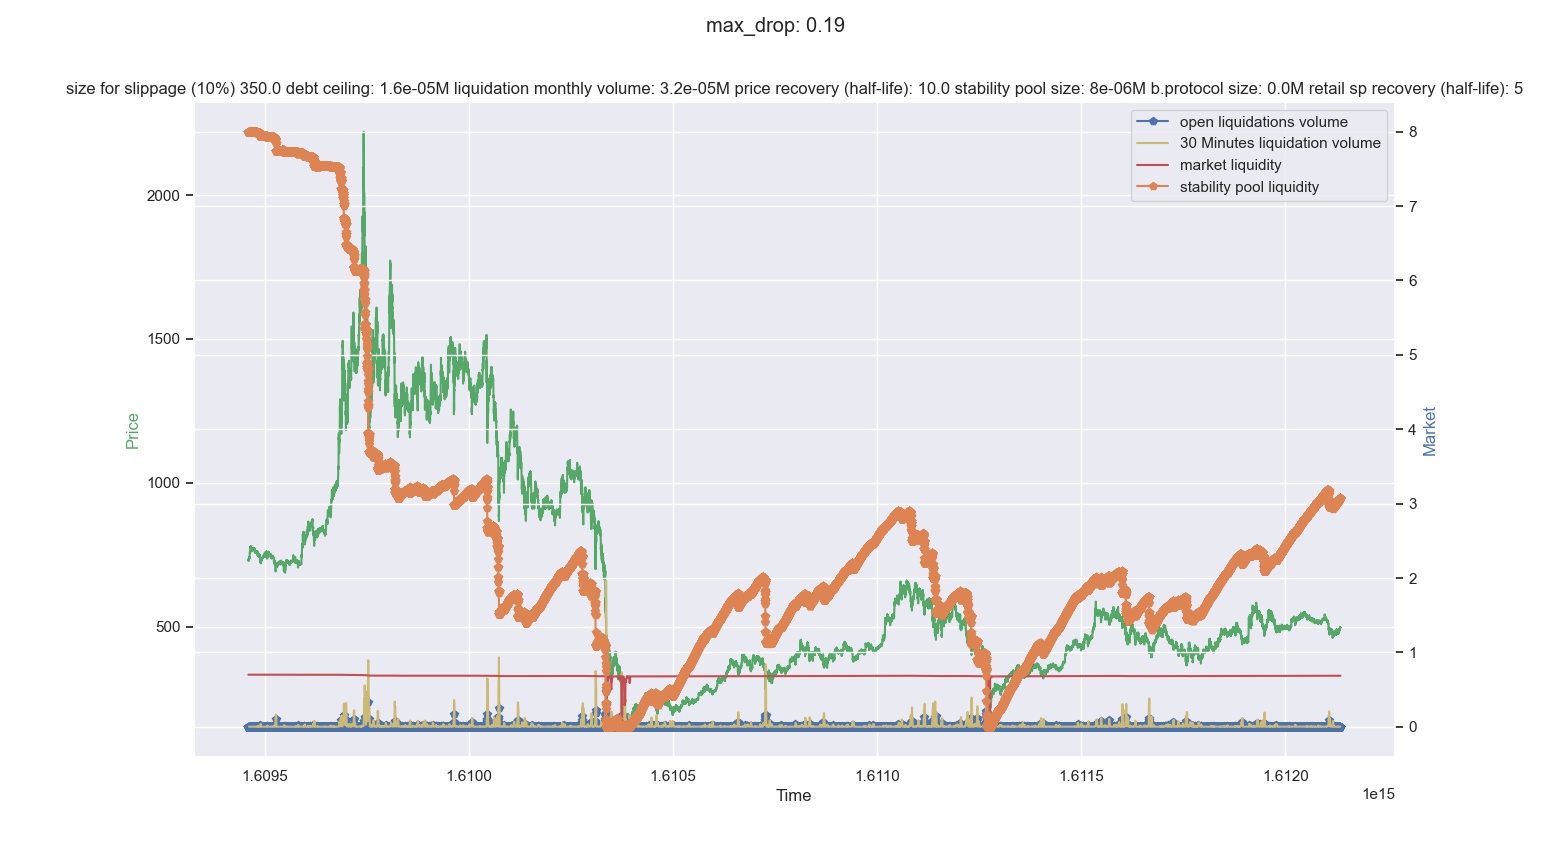 max_drop: 0.19
size for slippage (10%) 350.0 debt ceiling: 1.6e-05M liquidation monthly volume: 3.2e-05M price recovery (half-life): 10.0 stability pool size: 8e-06M b.protocol size: 0.0M retail sp recovery (half-life): 5
open liquidations volume
30 Minutes liquidation volume
market liquidity
stability pool liquidity
2000
1500
1000
500
Price
8
7
6
5
4
3
2
1
0
Market
1.6095 1.6100 1.6105 1.6110 1.6115 1.6120
1e15
Time